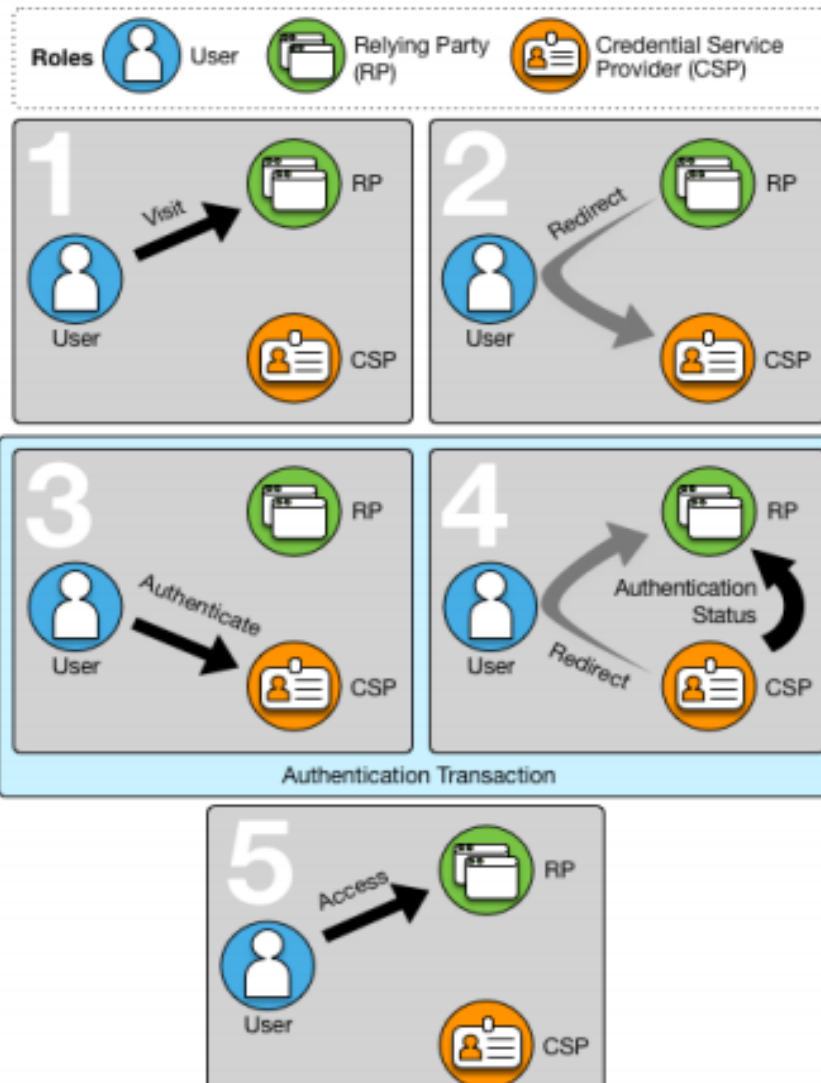 Roles User Relying Party (RP) Credential Service Provider (CSP)
1
Visit
RP
User
CSP
2
Redirect
RP
User
CSP
3
RP
Authenticate
User
CSP
4
RP
Authentication
Status
User
Redirect
CSP
Authentication Transaction
5
Access
RP
User
CSP